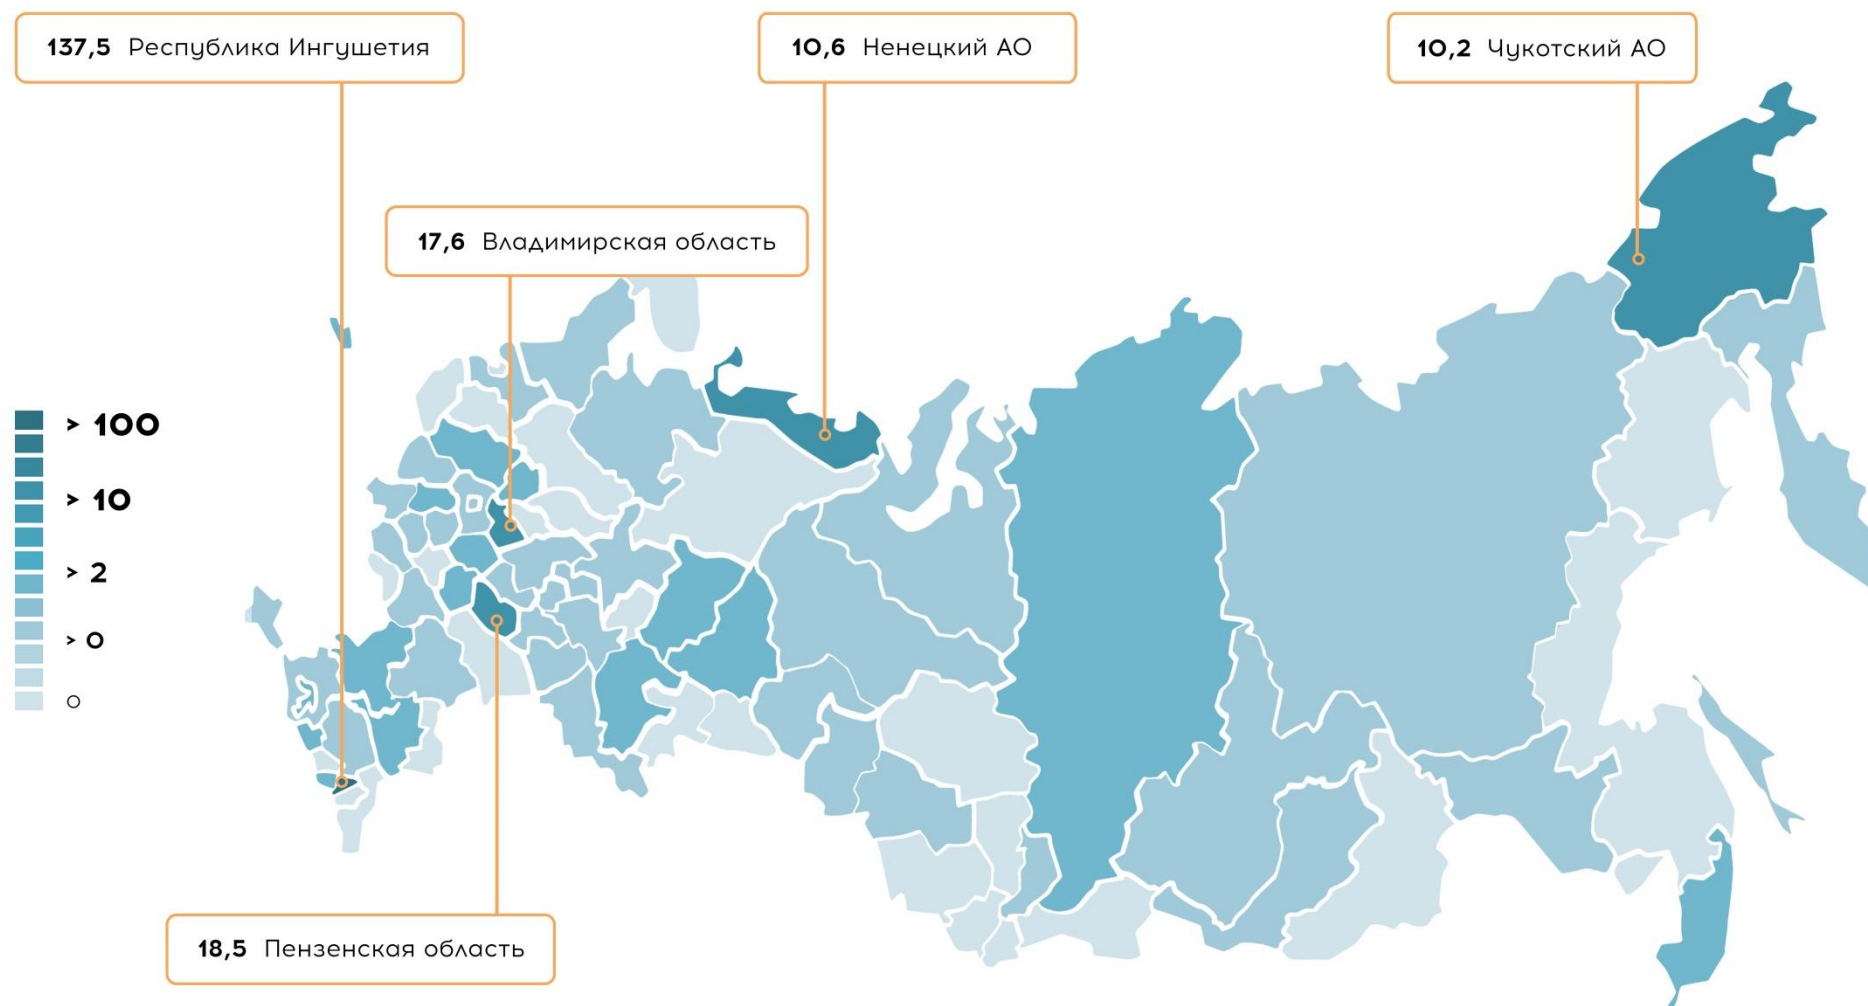 137,5 Республика Ингушетия
10,6 Ненецкий АО
10,2 Чукотский АО
17,6 Владимирская область
> 100
> 10
> 2
> 0
0
18,5 Пензенская область